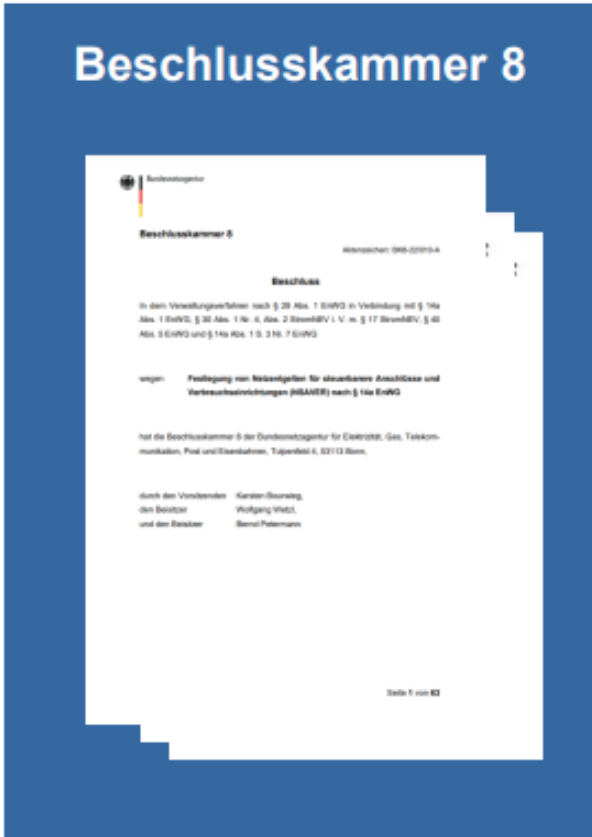 Beschlusskammer 8
Bundesnetzagentur
Beschlusskammer 8
Aktenzeichen: BK8-22/010-A
Beschluss
In dem Verwaltungsverfahren nach § 29 Abs. 1 EnWG in Verbindung mit § 14a
Abs. 1 EnWG, § 30 Abs. 1 Nr. 4, Abs. 2 StromNEV i. V. m. § 17 StromNEV, § 40
Abs. 5 EnWG und § 14a Abs. 1 S. 3 Nr. 7 EnWG
wegen Festlegung von Netzentgelten für steuerbare Anschlüsse und
Verbrauchseinrichtungen (NSAVER) nach § 14a EnWG
hat die Beschlusskammer 8 der Bundesnetzagentur für Elektrizität, Gas, Telekom-
munikation, Post und Eisenbahnen, Tulpenfeld 4, 53113 Bonn,
durch den Vorsitzenden Karsten Bourwieg,
den Beisitzer Wolfgang Wetzl,
und den Beisitzer Bernd Petermann
Seite 1 von 63